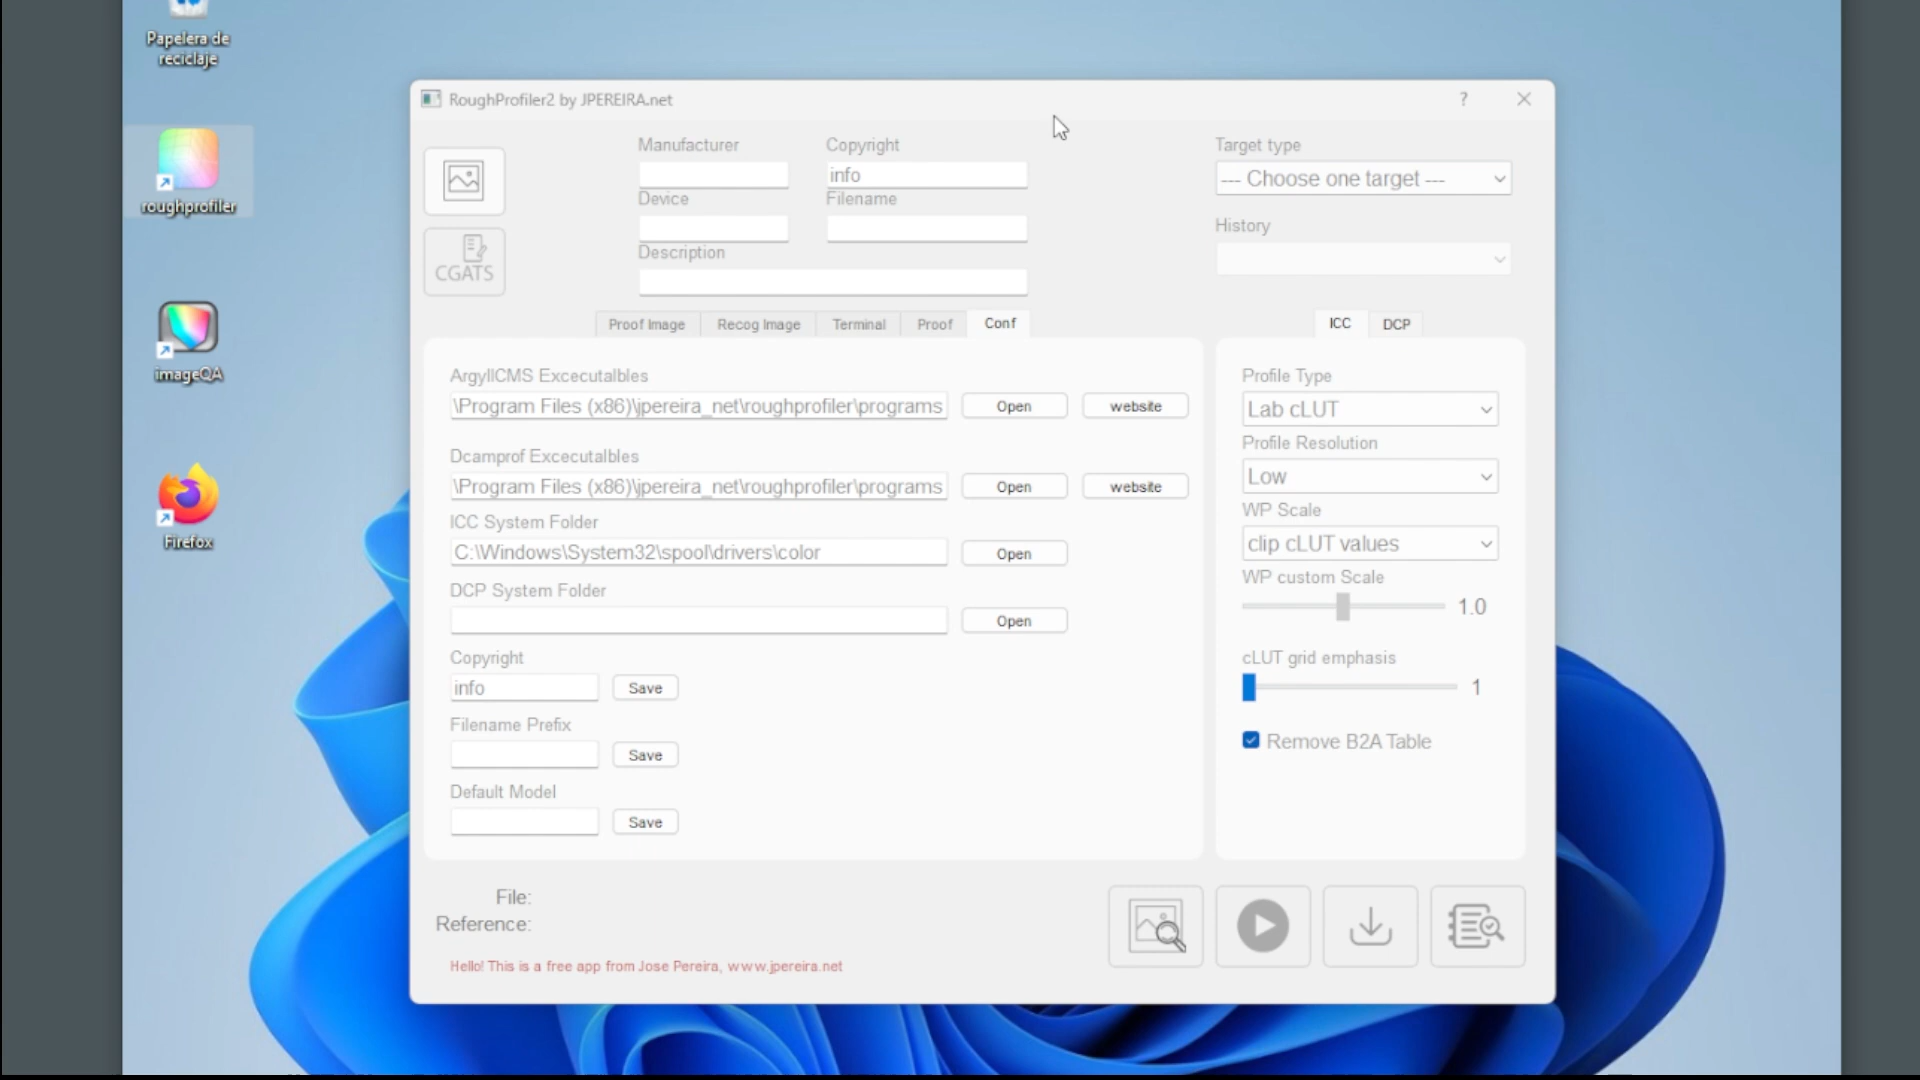 Papelera de
reciclaje
roughprofiler
imageQA
Firefox
RoughProfiler2 by JPEREIRA.net
?
Manufacturer
Copyright
info
Device
Filename
Description
CGATS
Target type
--- Choose one target ---
History
Proof Image
Recog Image
Terminal
Proof
Conf
ICC
DCP
ArgyllCMS Excecutalbles
\Program Files (x86)\jpereira_net\roughprofiler\programs
Open
website
Dcamprof Excecutalbles
\Program Files (x86)\jpereira_net\roughprofiler\programs
Open
website
ICC System Folder
C:\Windows\System32\spool\drivers\color
Open
DCP System Folder
Open
Copyright
info
Save
Filename Prefix
Save
Default Model
Save
Profile Type
Lab cLUT
Profile Resolution
Low
WP Scale
clip cLUT values
WP custom Scale
1.0
cLUT grid emphasis
1
Remove B2A Table
File:
Reference:
Hello! This is a free app from Jose Pereira, www.jpereira.net